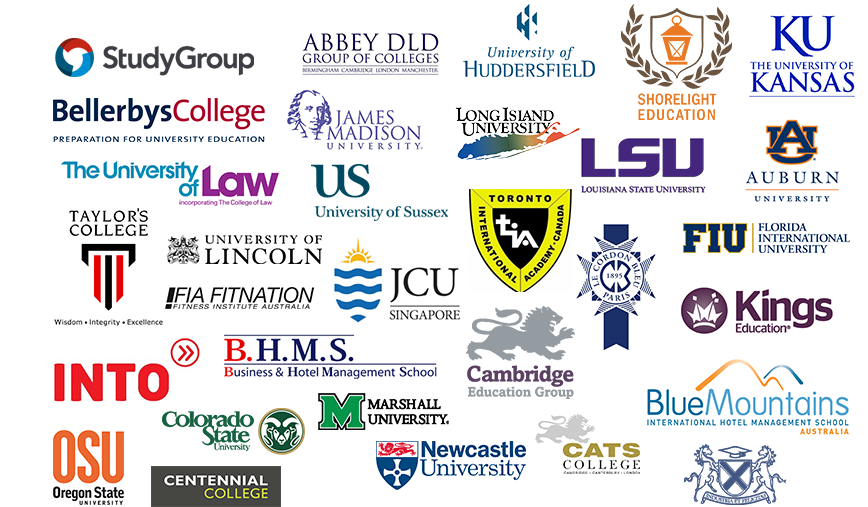 StudyGroup
ABBEY DLD
GROUP OF COLLEGES
BIRMINGHAM CAMBRIDGE LONDON MANCHESTER
University of
HUDDERSFIELD
SHORELIGHT
EDUCATION
KU
THE UNIVERSITY OF
KANSAS
BellerbysCollege
PREPARATION FOR UNIVERSITY EDUCATION
JAMES
MADISON
UNIVERSITY.
LONG ISLAND
UNIVERSITY
LSU
LOUISIANA STATE UNIVERSITY
AU
AUBURN
UNIVERSITY
The University
of Law
incorporating The College of Law
US
University of Sussex
TORONTO
INTERNATIONAL
ACADEMY·CANADA
tia
TAYLOR'S
COLLEGE
Wisdom • Integrity • Excellence
UNIVERSITY OF
LINCOLN
FIA FITNATION
FITNESS INSTITUTE AUSTRALIA
JCU
SINGAPORE
LE CORDON BLEU
1895
PARIS
FIU
FLORIDA
INTERNATIONAL
UNIVERSITY
Kings
Education®
INTO
B.H.M.S.
Business & Hotel Management School
Cambridge
Education Group
BlueMountains
INTERNATIONAL HOTEL MANAGEMENT SCHOOL
AUSTRALIA
Colorado
State
University
M
MARSHALL
UNIVERSITY®
OSU
Oregon State
UNIVERSITY
CENTENNIAL
COLLEGE
Newcastle
University
CATS
COLLEGE
CAMBRIDGE · CANTERBURY · LONDON
INDUSTRIA ET FELICITAS